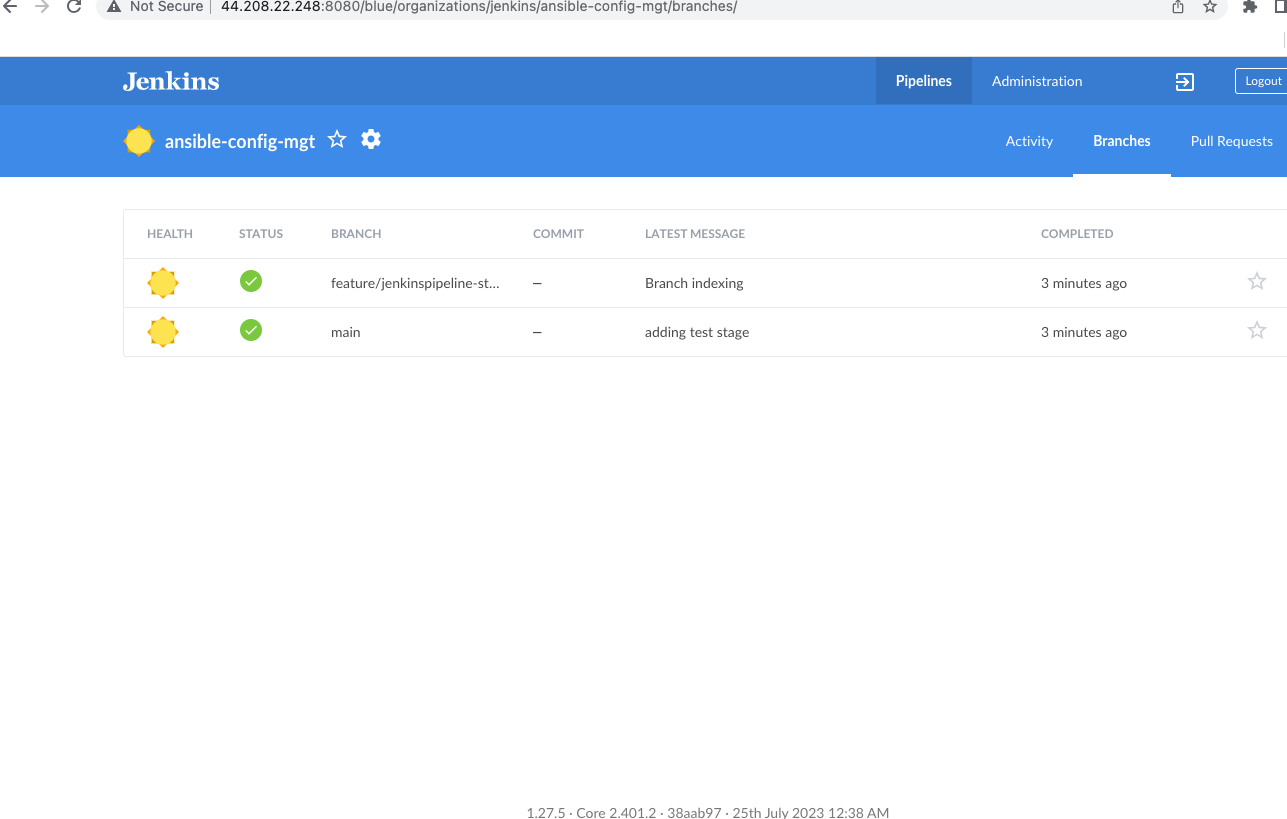 Not Secure 44.208.22.248:8080/blue/organizations/jenkins/ansible-config-mgt/branches/
Jenkins Pipelines Administration Logout
ansible-config-mgt Activity Branches Pull Requests
HEALTH STATUS BRANCH COMMIT LATEST MESSAGE COMPLETED
feature/jenkinspipeline-st... – Branch indexing 3 minutes ago
main – adding test stage 3 minutes ago
1.27.5 · Core 2.401.2 · 38aab97 · 25th July 2023 12:38 AM